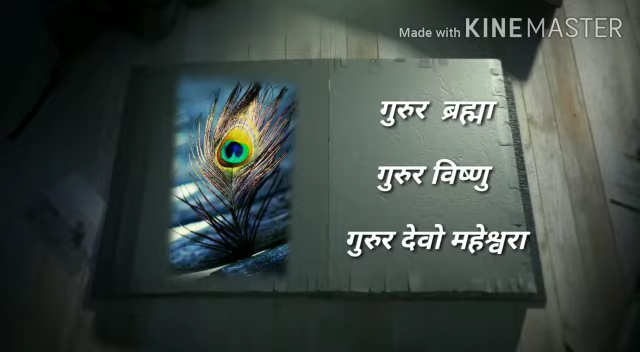 Made with KINEMASTER
गुरुर ब्रह्मा
गुरुर विष्णु
गुरुर देवो महेश्वरा